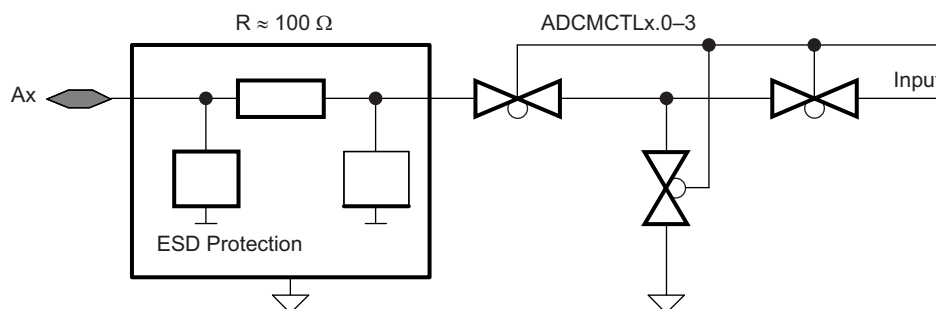 R ≈ 100 Ω
ADCMCTLx.0–3
Ax
Input
ESD Protection